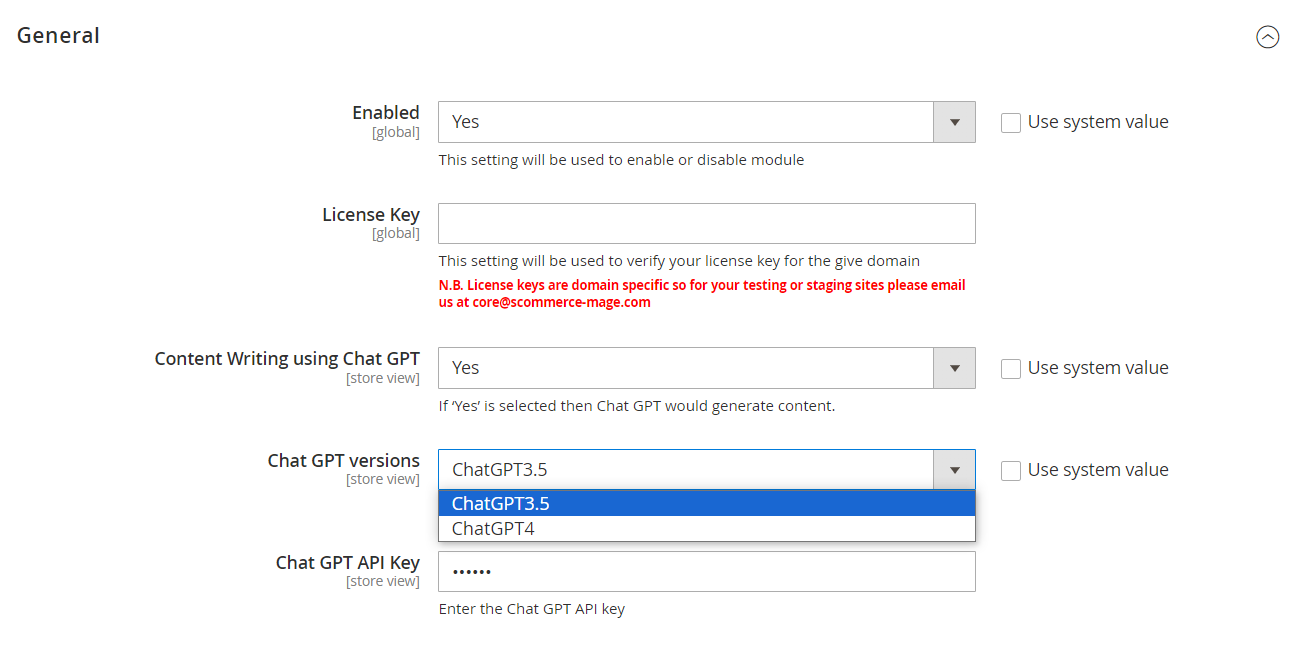 General
Enabled
[global]
Yes
Use system value
This setting will be used to enable or disable module
License Key
[global]
This setting will be used to verify your license key for the give domain
N.B. License keys are domain specific so for your testing or staging sites please email
us at core@scommerce-mage.com
Content Writing using Chat GPT
[store view]
Yes
Use system value
If ‘Yes’ is selected then Chat GPT would generate content.
Chat GPT versions
[store view]
ChatGPT3.5
Use system value
ChatGPT3.5
ChatGPT4
Chat GPT API Key
[store view]
••••••
Enter the Chat GPT API key